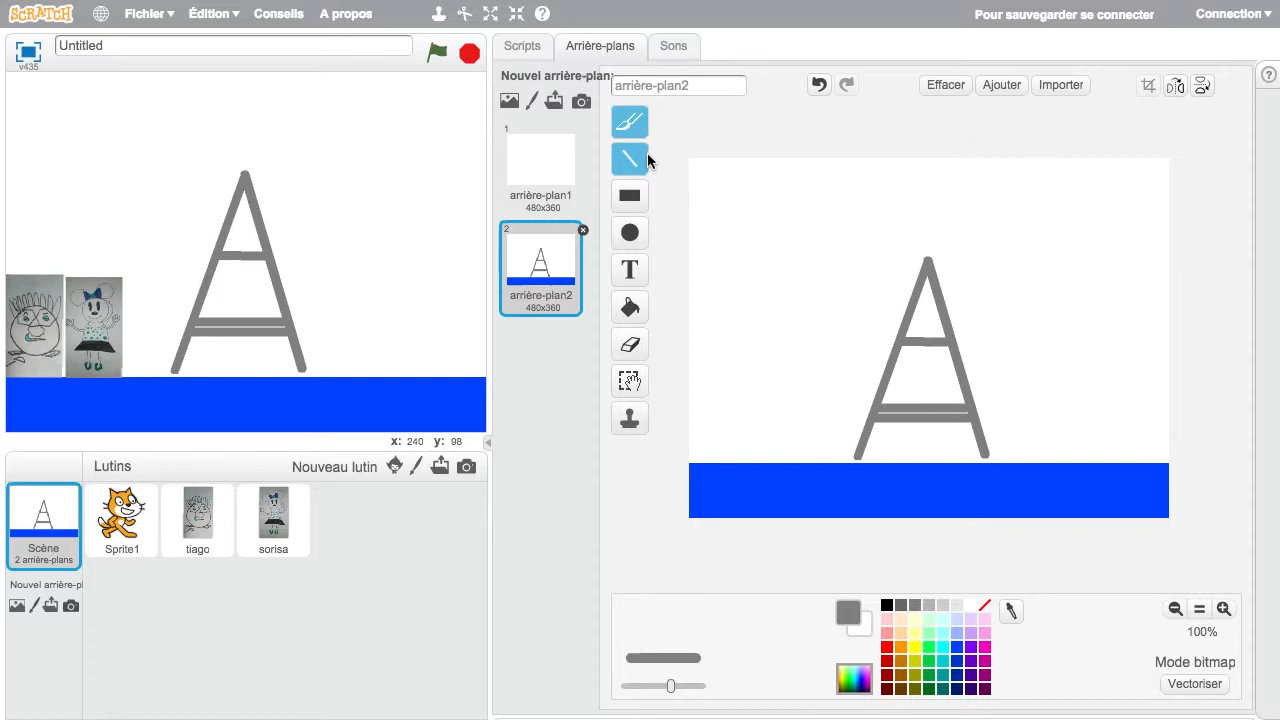 SCRATCH Fichier Édition Conseils A propos Pour sauvegarder se connecter Connexion
v435 Untitled
Scripts Arrière-plans Sons
Nouvel arrière-plan:
arrière-plan2 Effacer Ajouter Importer
1
arrière-plan1
480x360
2
arrière-plan2
480x360
T
x: 240 y: 98
Lutins Nouveau lutin
Scène
2 arrière-plans
Sprite1 tiago sorisa
Nouvel arrière-pl
100%
Mode bitmap
Vectoriser